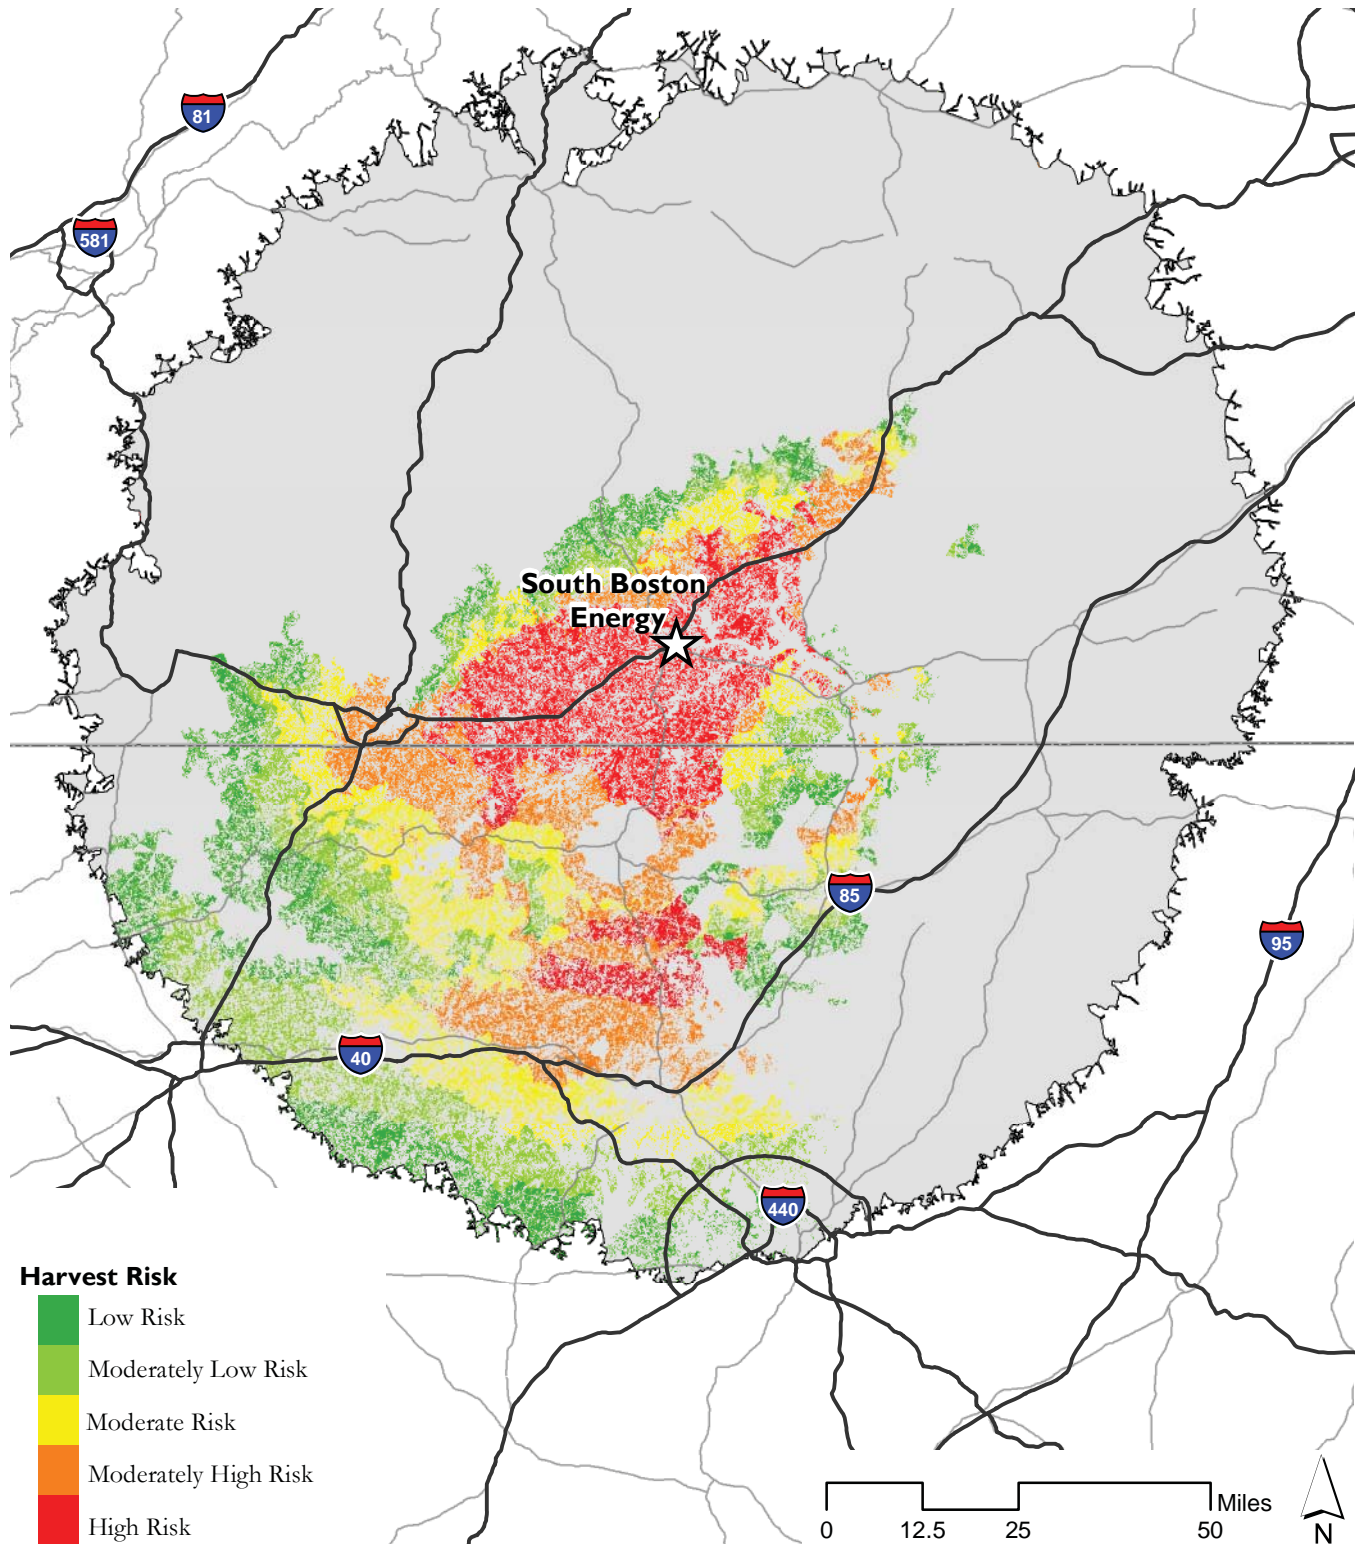 81
581
South Boston
Energy
85
95
40
440
Harvest Risk
Low Risk
Moderately Low Risk
Moderate Risk
Moderately High Risk
High Risk
Miles
0 12.5 25 50
N